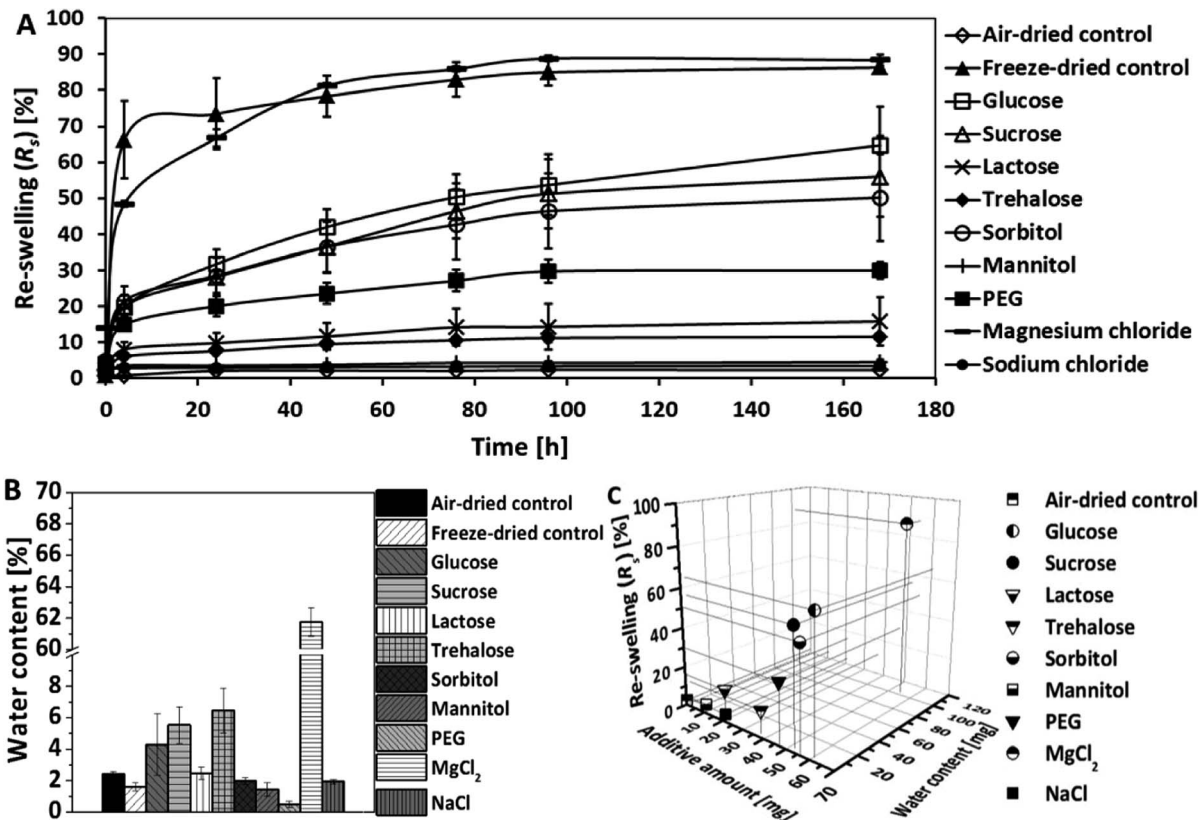 A
Re-swelling (Rs) [%]
100
90
80
70
60
50
40
30
20
10
0
0 20 40 60 80 100 120 140 160 180
Time [h]
Air-dried control
Freeze-dried control
Glucose
Sucrose
Lactose
Trehalose
Sorbitol
Mannitol
PEG
Magnesium chloride
Sodium chloride
B
Water content [%]
70
68
66
64
62
60
8
6
4
2
0
Air-dried control
Freeze-dried control
Glucose
Sucrose
Lactose
Trehalose
Sorbitol
Mannitol
PEG
MgCl₂
NaCl
C
Re-swelling (Rs) [%]
100
80
60
40
20
0
10 20 30 40 50 60 70
Additive amount [mg]
20 40 60 80 100 120
Water content [mg]
Air-dried control
Glucose
Sucrose
Lactose
Trehalose
Sorbitol
Mannitol
PEG
MgCl₂
NaCl